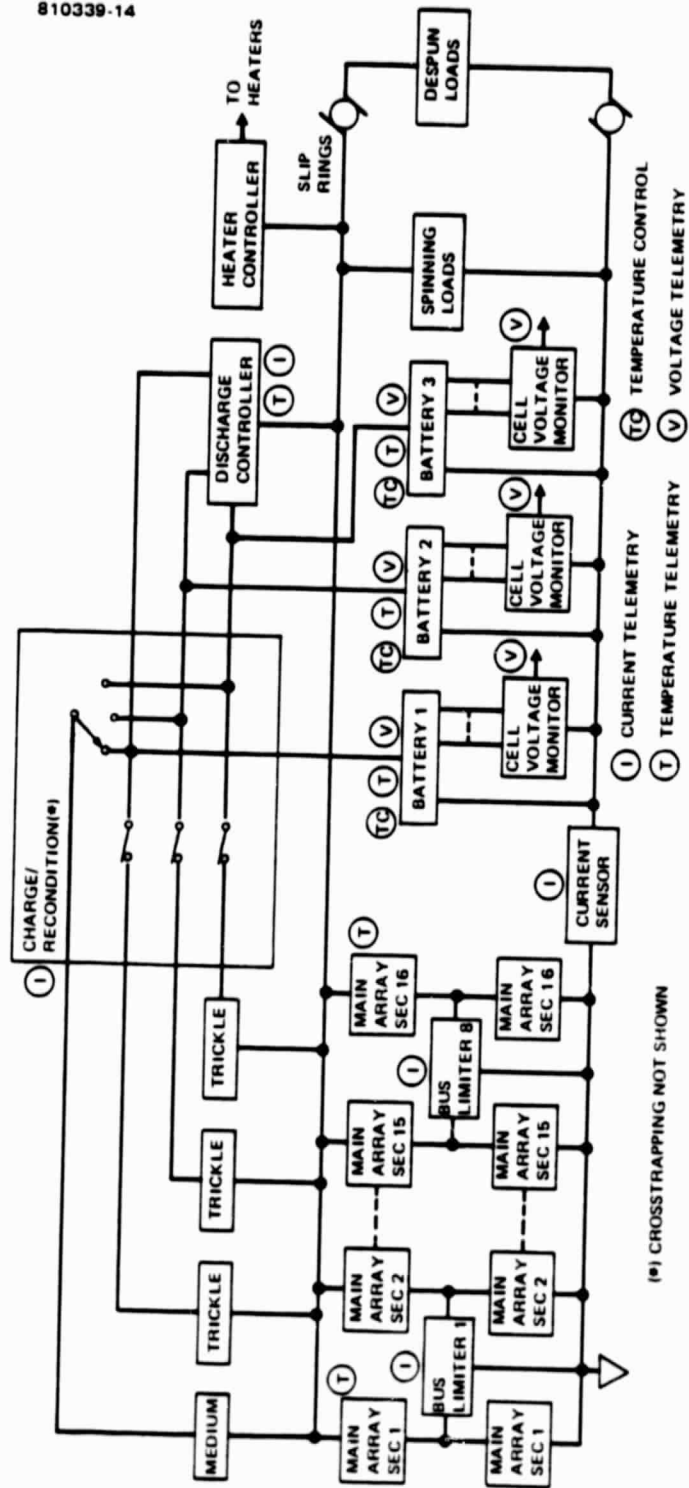 810339-14
CHARGE/
RECONDITION(*)
I
MEDIUM
TRICKLE
TRICKLE
TRICKLE
DISCHARGE
CONTROLLER
T
I
HEATER
CONTROLLER
TO
HEATERS
SLIP
RINGS
MAIN
ARRAY
SEC 1
T
BUS
LIMITER 1
I
MAIN
ARRAY
SEC 1
MAIN
ARRAY
SEC 2
MAIN
ARRAY
SEC 2
MAIN
ARRAY
SEC 15
MAIN
ARRAY
SEC 15
BUS
LIMITER 8
I
MAIN
ARRAY
SEC 16
T
MAIN
ARRAY
SEC 16
CURRENT
SENSOR
I
TC
T
V
BATTERY 1
CELL
VOLTAGE
MONITOR
V
TC
T
V
BATTERY 2
CELL
VOLTAGE
MONITOR
V
TC
T
V
BATTERY 3
CELL
VOLTAGE
MONITOR
V
SPINNING
LOADS
DESPUN
LOADS
(*) CROSSTRAPPING NOT SHOWN
I CURRENT TELEMETRY
T TEMPERATURE TELEMETRY
TC TEMPERATURE CONTROL
V VOLTAGE TELEMETRY